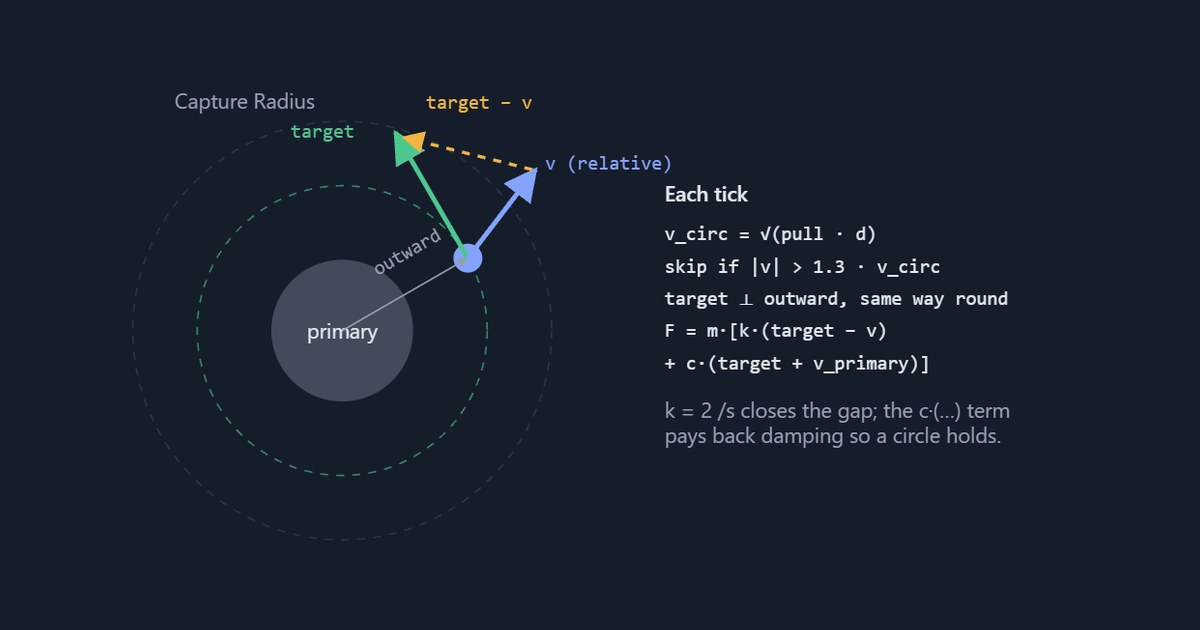 Capture Radius
target − v
target
v (relative)
outward
primary
Each tick
v_circ = √(pull · d)
skip if |v| > 1.3 · v_circ
target ⊥ outward, same way round
F = m·[k·(target − v)
+ c·(target + v_primary)]
k = 2 /s closes the gap; the c·(…) term
pays back damping so a circle holds.